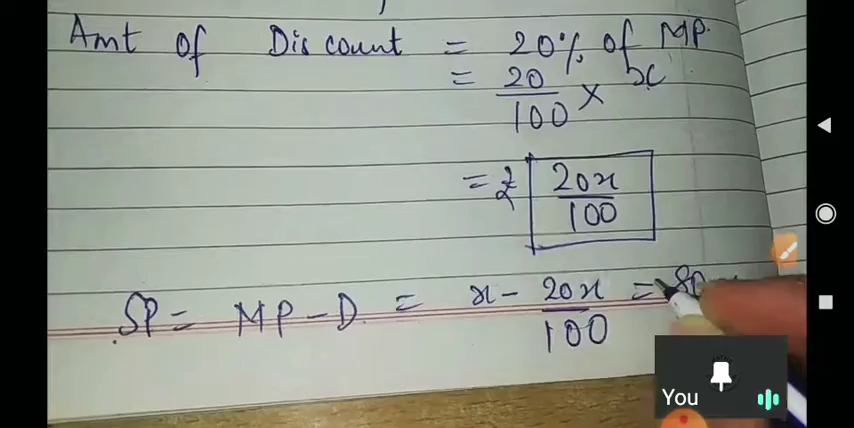 Amt of Discount = 20% of MP.
= 20/100 × x
= ₹ 20x/100
SP = MP - D. = x - 20x/100 = 80
You